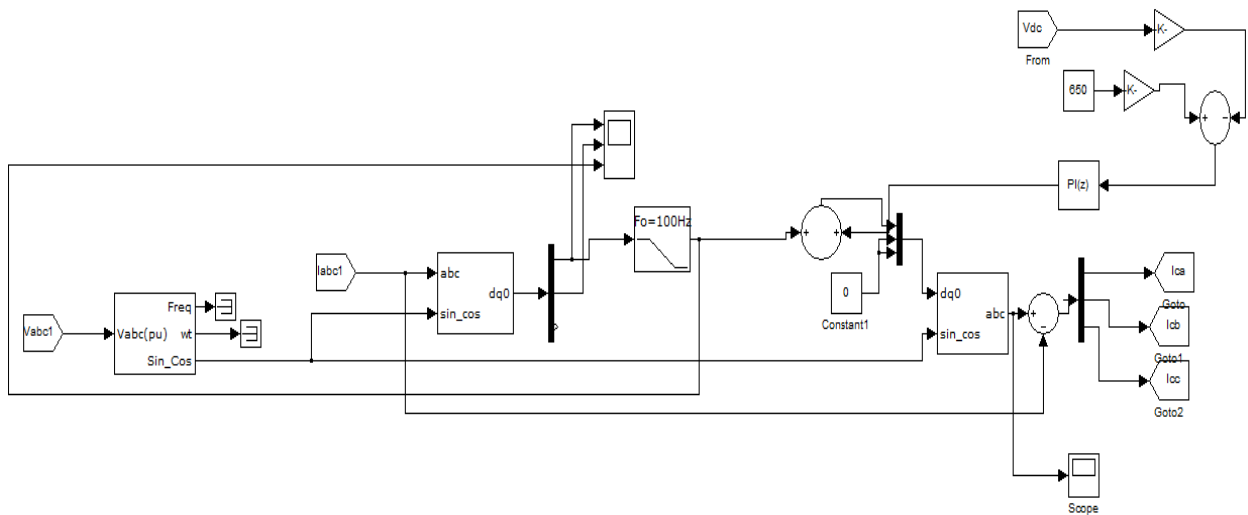 Vdc
-K-
From
650
-K-
+
-
PI(z)
Fo=100Hz
+
+
Iabc1
abc
dq0
sin_cos
0
Constant1
dq0
abc
sin_cos
+
-
Ica
Goto
Icb
Goto1
Icc
Goto2
Freq
Vabc1
Vabc(pu)
wt
Sin_Cos
Scope